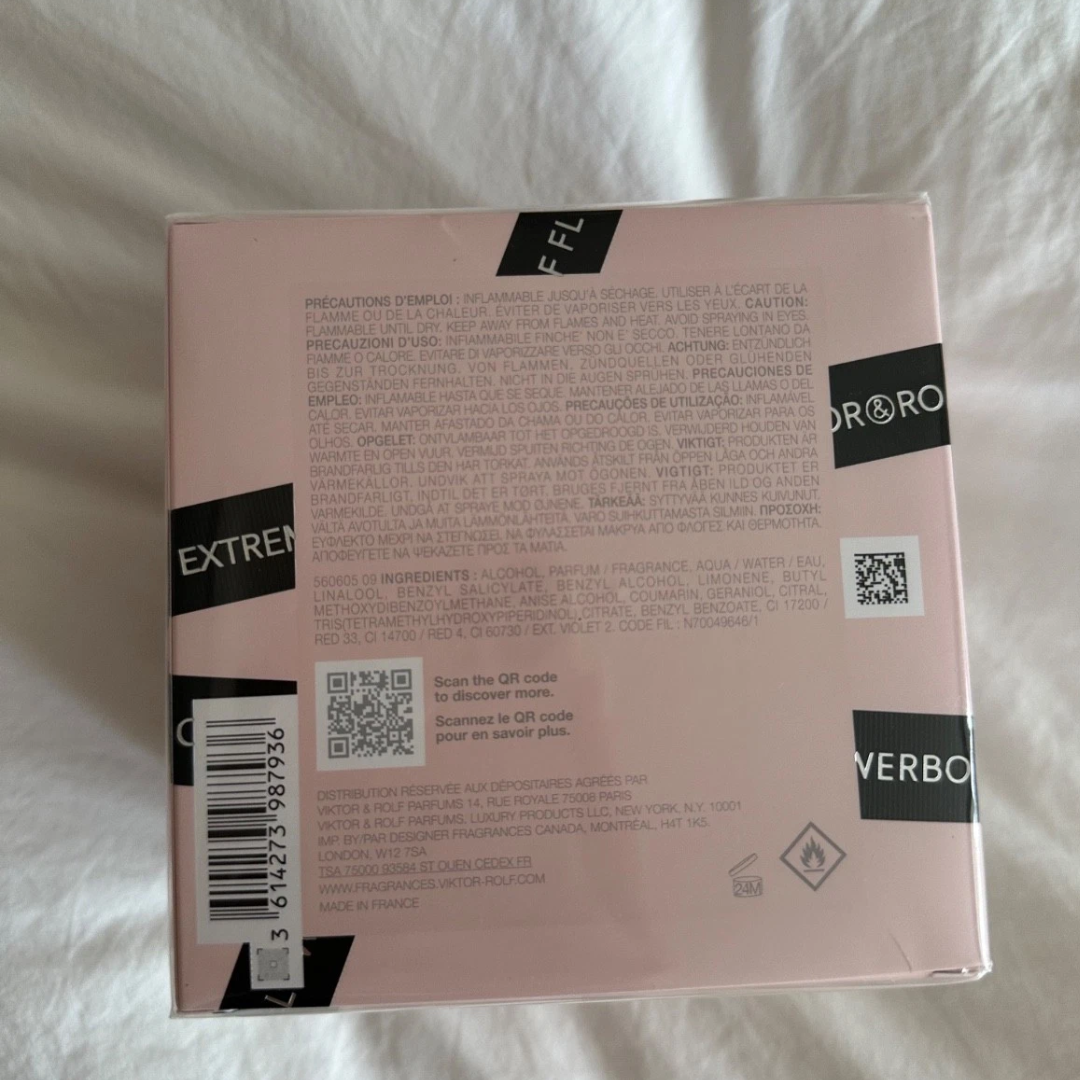 F FL
PRÉCAUTIONS D'EMPLOI : INFLAMMABLE JUSQU'À SÉCHAGE. UTILISER À L'ÉCART DE LA
FLAMME OU DE LA CHALEUR. ÉVITER DE VAPORISER VERS LES YEUX. CAUTION:
FLAMMABLE UNTIL DRY. KEEP AWAY FROM FLAMES AND HEAT. AVOID SPRAYING IN EYES.
PRECAUZIONI D'USO: INFIAMMABILE FINCHE' NON E' SECCO. TENERE LONTANO DA
FIAMME O CALORE. EVITARE DI VAPORIZZARE VERSO GLI OCCHI. ACHTUNG: ENTZÜNDLICH
BIS ZUR TROCKNUNG. VON FLAMMEN, ZÜNDQUELLEN ODER GLÜHENDEN
GEGENSTÄNDEN FERNHALTEN. NICHT IN DIE AUGEN SPRÜHEN. PRECAUCIONES DE
EMPLEO: INFLAMABLE HASTA QUE SE SEQUE. MANTENER ALEJADO DE LAS LLAMAS O DEL
CALOR. EVITAR VAPORIZAR HACIA LOS OJOS. PRECAUÇÕES DE UTILIZAÇÃO: INFLAMÁVEL
ATÉ SECAR. MANTER AFASTADO DA CHAMA OU DO CALOR. EVITAR VAPORIZAR PARA OS
OLHOS. OPGELET: ONTVLAMBAAR TOT HET OPGEDROOGD IS. VERWIJDERD HOUDEN VAN
WARMTE EN OPEN VUUR. VERMIJD SPUITEN RICHTING DE OGEN. VIKTIGT: PRODUKTEN ÄR
BRANDFARLIG TILLS DEN HAR TORKAT. ANVÄNDS ÅTSKILT FRÅN ÖPPEN LÅGA OCH ANDRA
VÄRMEKÄLLOR. UNDVIK ATT SPRAYA MOT ÖGONEN. VIGTIGT: PRODUKTET ER
BRANDFARLIGT, INDTIL DET ER TØRT. BRUGES FJERNT FRA ÅBEN ILD OG ANDEN
VARMEKILDE. UNDGÅ AT SPRAYE MOD ØJNENE. TÄRKEÄÄ: SYTTYVÄÄ KUNNES KUIVUNUT.
VÄLTÄ AVOTULTA JA MUITA LÄMMÖNLÄHTEITÄ. VARO SUIHKUTTAMASTA SILMIIN. ΠΡΟΣΟΧΗ:
ΕΥΦΛΕΚΤΟ ΜΕΧΡΙ ΝΑ ΣΤΕΓΝΩΣΕΙ. ΝΑ ΦΥΛΑΣΣΕΤΑΙ ΜΑΚΡΥΑ ΑΠΟ ΦΛΟΓΕΣ ΚΑΙ ΘΕΡΜΟΤΗΤΑ.
ΑΠΟΦΕΥΓΕΤΕ ΝΑ ΨΕΚΑΖΕΤΕ ΠΡΟΣ ΤΑ ΜΑΤΙΑ.
OR&RO
EXTREM
560605 09 INGREDIENTS : ALCOHOL, PARFUM / FRAGRANCE, AQUA / WATER / EAU,
LINALOOL, BENZYL SALICYLATE, BENZYL ALCOHOL, LIMONENE, BUTYL
METHOXYDIBENZOYLMETHANE, ANISE ALCOHOL, COUMARIN, GERANIOL, CITRAL,
TRIS(TETRAMETHYLHYDROXYPIPERIDINOL) CITRATE, BENZYL BENZOATE, CI 17200 /
RED 33, CI 14700 / RED 4, CI 60730 / EXT. VIOLET 2. CODE FIL : N70049646/1
Scan the QR code
to discover more.
Scannez le QR code
pour en savoir plus.
WERBO
3 614273 987936
DISTRIBUTION RÉSERVÉE AUX DÉPOSITAIRES AGRÉÉS PAR
VIKTOR & ROLF PARFUMS 14, RUE ROYALE 75008 PARIS
VIKTOR & ROLF PARFUMS, LUXURY PRODUCTS LLC, NEW YORK, N.Y. 10001
IMP. BY/PAR DESIGNER FRAGRANCES CANADA, MONTRÉAL, H4T 1K5.
LONDON, W12 7SA
TSA 75000 93584 ST OUEN CEDEX FR
WWW.FRAGRANCES.VIKTOR-ROLF.COM
MADE IN FRANCE
24M